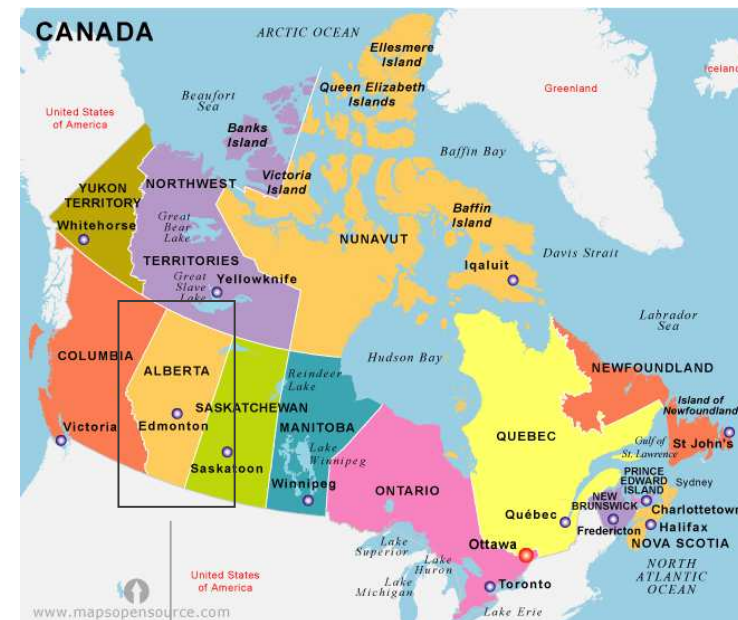 CANADA
ARCTIC OCEAN
Ellesmere
Island
Queen Elizabeth
Islands
Greenland
Iceland
United States
of America
Beaufort
Sea
Banks
Island
Baffin Bay
Victoria
Island
YUKON
TERRITORY
NORTHWEST
Whitehorse
Great
Bear
Lake
Baffin
Island
NUNAVUT
TERRITORIES
Great
Slave
Lake
Yellowknife
Iqaluit
Davis Strait
Labrador
Sea
COLUMBIA
ALBERTA
Hudson Bay
Reindeer
Lake
NEWFOUNDLAND
SASKATCHEWAN
Edmonton
MANITOBA
Victoria
Island of
Newfoundland
QUEBEC
St John's
Gulf of
St. Lawrence
Saskatoon
Lake
Winnipeg
Winnipeg
ONTARIO
PRINCE
EDWARD
ISLAND
Sydney
NEW
BRUNSWICK
Charlottetown
Québec
Fredericton
Halifax
NOVA SCOTIA
Ottawa
Lake
Superior
Lake
Huron
Lake
Michigan
Toronto
Lake Erie
NORTH
ATLANTIC
OCEAN
United States
of America
www.mapsopensource.com